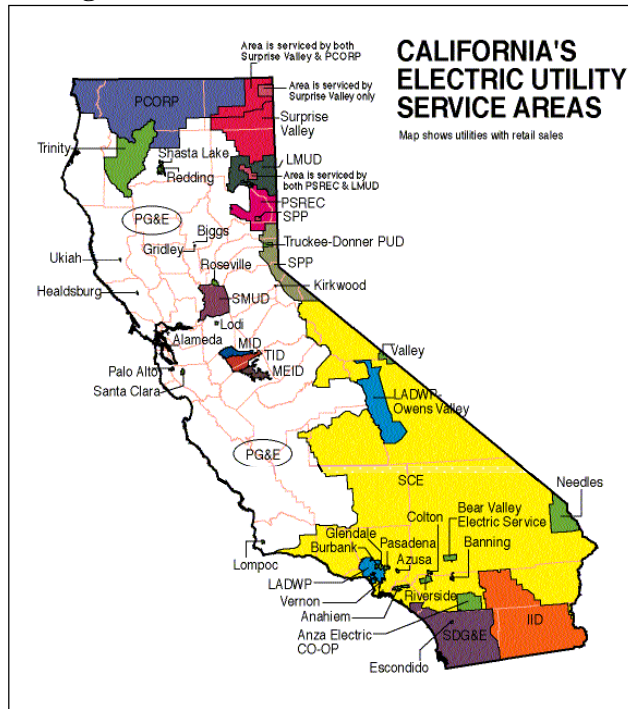 Area is serviced by both
Surprise Valley & PCORP
CALIFORNIA'S
ELECTRIC UTILITY
SERVICE AREAS
Map shows utilities with retail sales
PCORP
Area is serviced by
Surprise Valley only
Surprise
Valley
Trinity
Shasta Lake
Redding
LMUD
Area is serviced by
both PSREC & LMUD
PSREC
SPP
PG&E
Biggs
Gridley
Truckee-Donner PUD
Ukiah
Roseville
SPP
Healdsburg
SMUD
Kirkwood
Lodi
Alameda
MID
TID
MEID
Valley
Palo Alto
Santa Clara
LADWP-
Owens Valley
PG&E
SCE
Needles
Bear Valley
Electric Service
Colton
Glendale
Burbank
Pasadena
Azusa
Banning
Lompoc
LADWP
Vernon
Riverside
Anahiem
Anza Electric
CO-OP
SDG&E
IID
Escondido